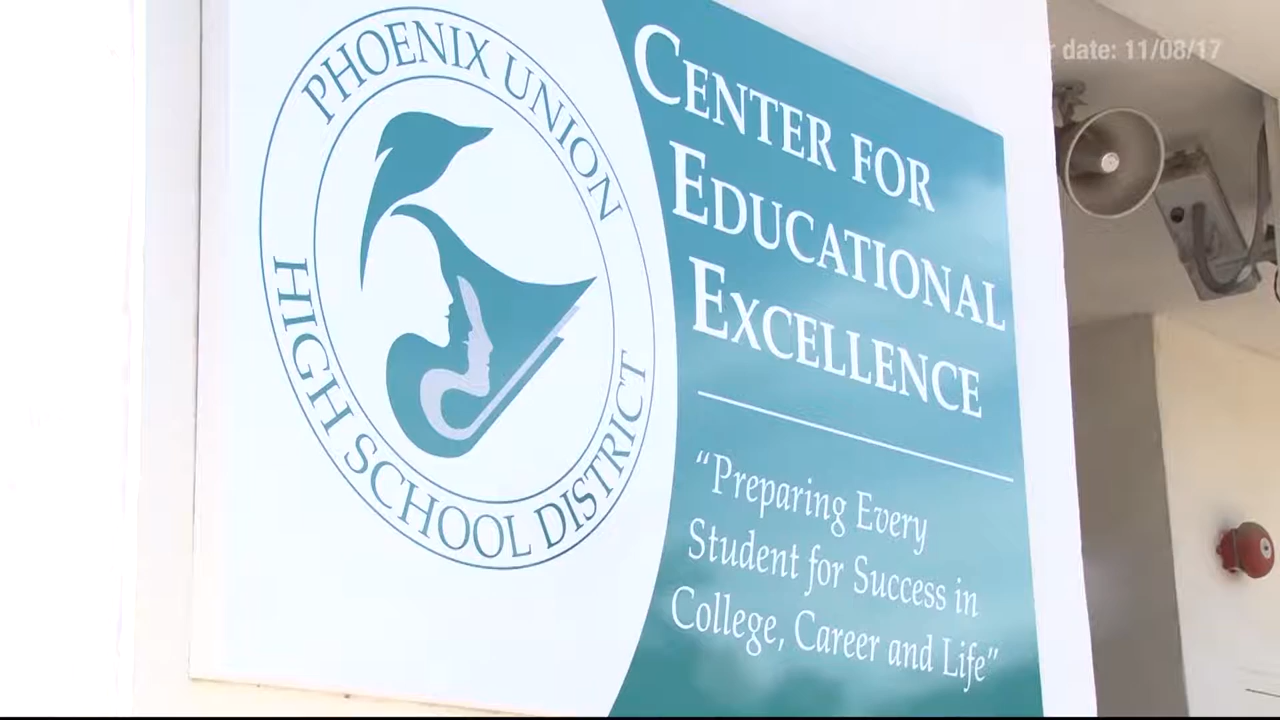 PHOENIX UNION
HIGH SCHOOL DISTRICT
CENTER FOR
EDUCATIONAL
EXCELLENCE
“Preparing Every
Student for Success in
College, Career and Life”
date: 11/08/17